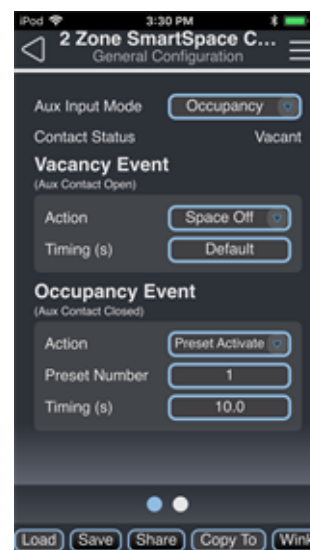 iPod 3:30 PM
2 Zone SmartSpace C...
General Configuration
Aux Input Mode Occupancy
Contact Status Vacant
Vacancy Event
(Aux Contact Open)
Action Space Off
Timing (s) Default
Occupancy Event
(Aux Contact Closed)
Action Preset Activate
Preset Number 1
Timing (s) 10.0
Load Save Share Copy To Wink